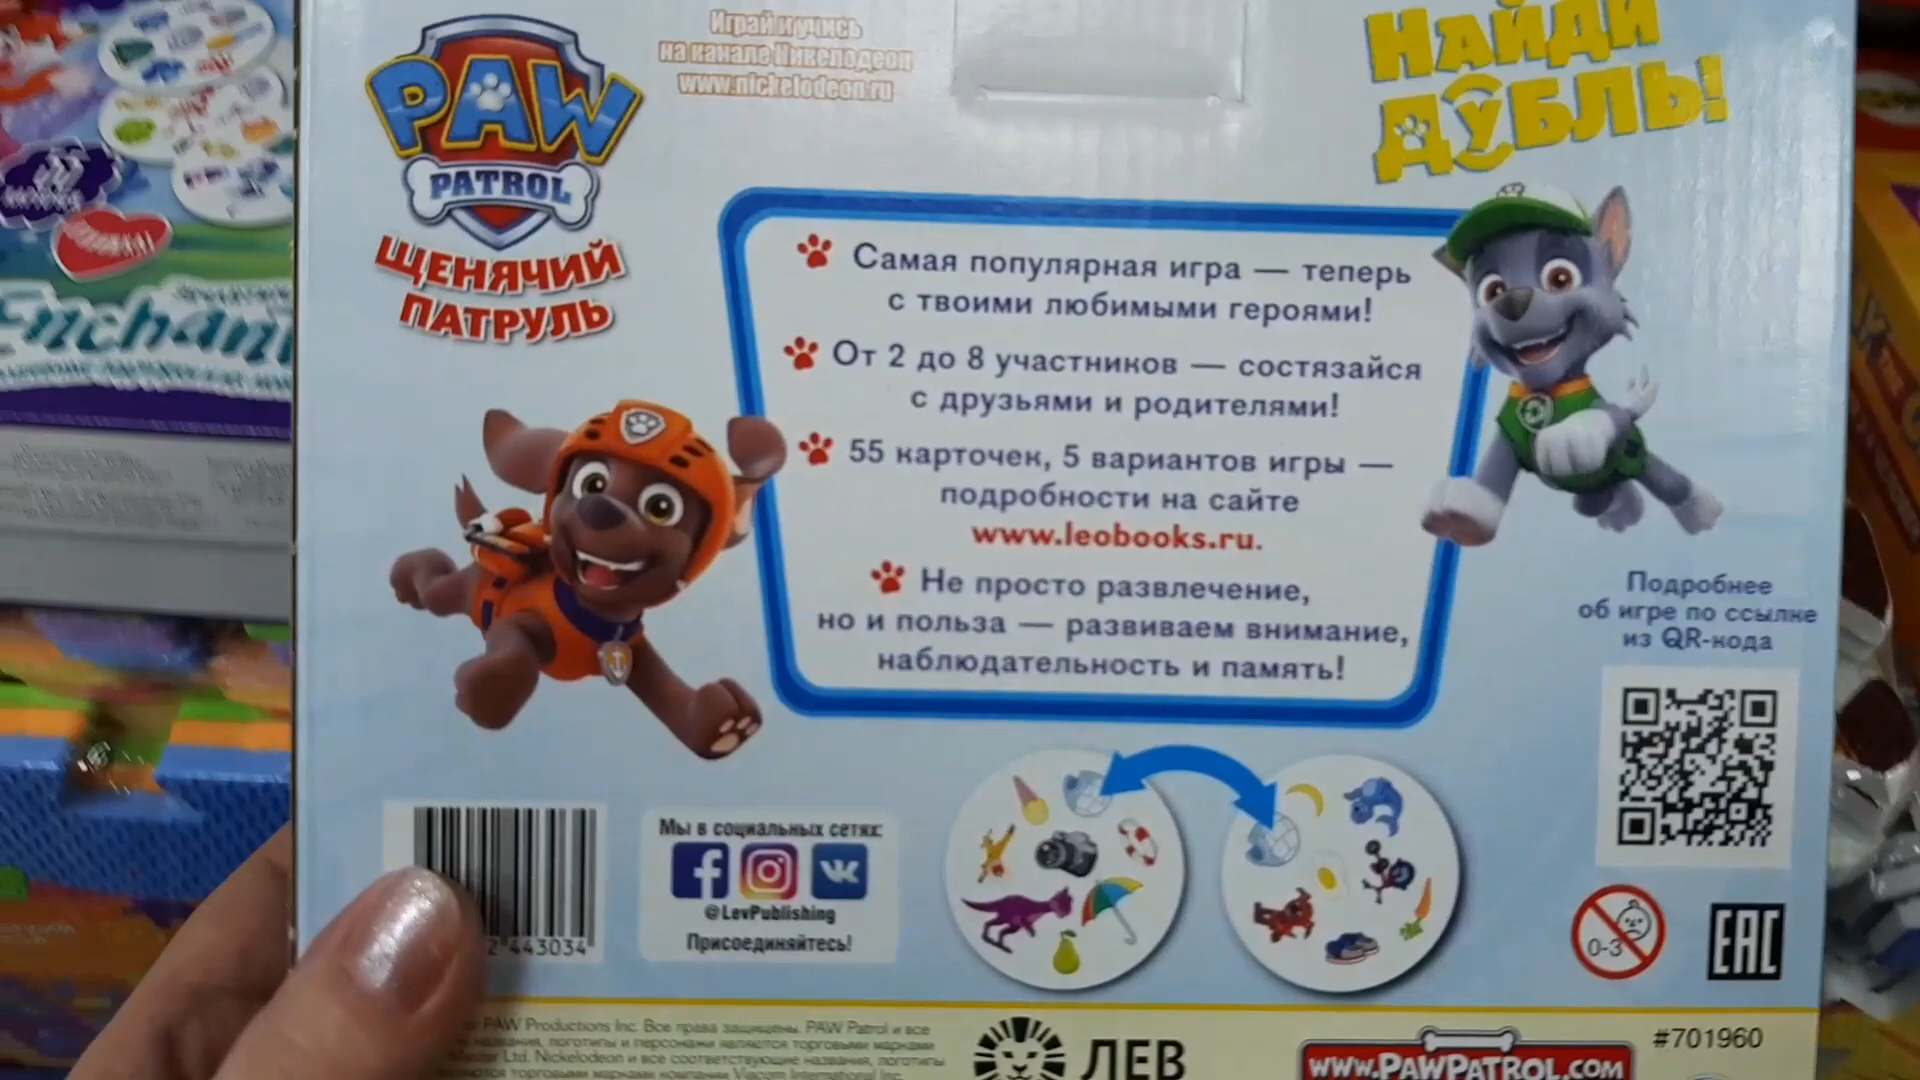 PAW
PATROL
ЩЕНЯЧИЙ
ПАТРУЛЬ
Играй и учись
на канале Никелодеон
www.nickelodeon.ru
НАЙДИ
ДУБЛЬ!
Самая популярная игра — теперь
с твоими любимыми героями!
От 2 до 8 участников — состязайся
с друзьями и родителями!
55 карточек, 5 вариантов игры —
подробности на сайте
www.leobooks.ru.
Не просто развлечение,
но и польза — развиваем внимание,
наблюдательность и память!
Подробнее
об игре по ссылке
из QR-кода
2 443034
Мы в социальных сетях:
@LevPublishing
Присоединяйтесь!
0-3
EAC
PAW Productions Inc. Все права защищены. PAW Patrol и все
названия, логотипы и персонажи являются торговыми марками
Ltd. Nickelodeon и все соответствующие названия, логотипы
торговыми марками компании Viacom International Inc.
ЛЕВ
www.PawPatrol.com
#701960
Enchant